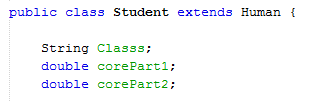 public class Student extends Human {
String Classs;
double corePart1;
double corePart2;